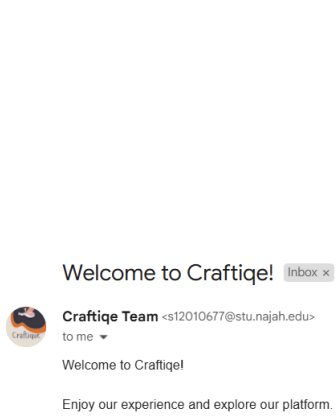 Welcome to Craftiqe! Inbox ×
Craftiqe Team <s12010677@stu.najah.edu>
to me
Craftiqe
Welcome to Craftiqe!
Enjoy our experience and explore our platform.